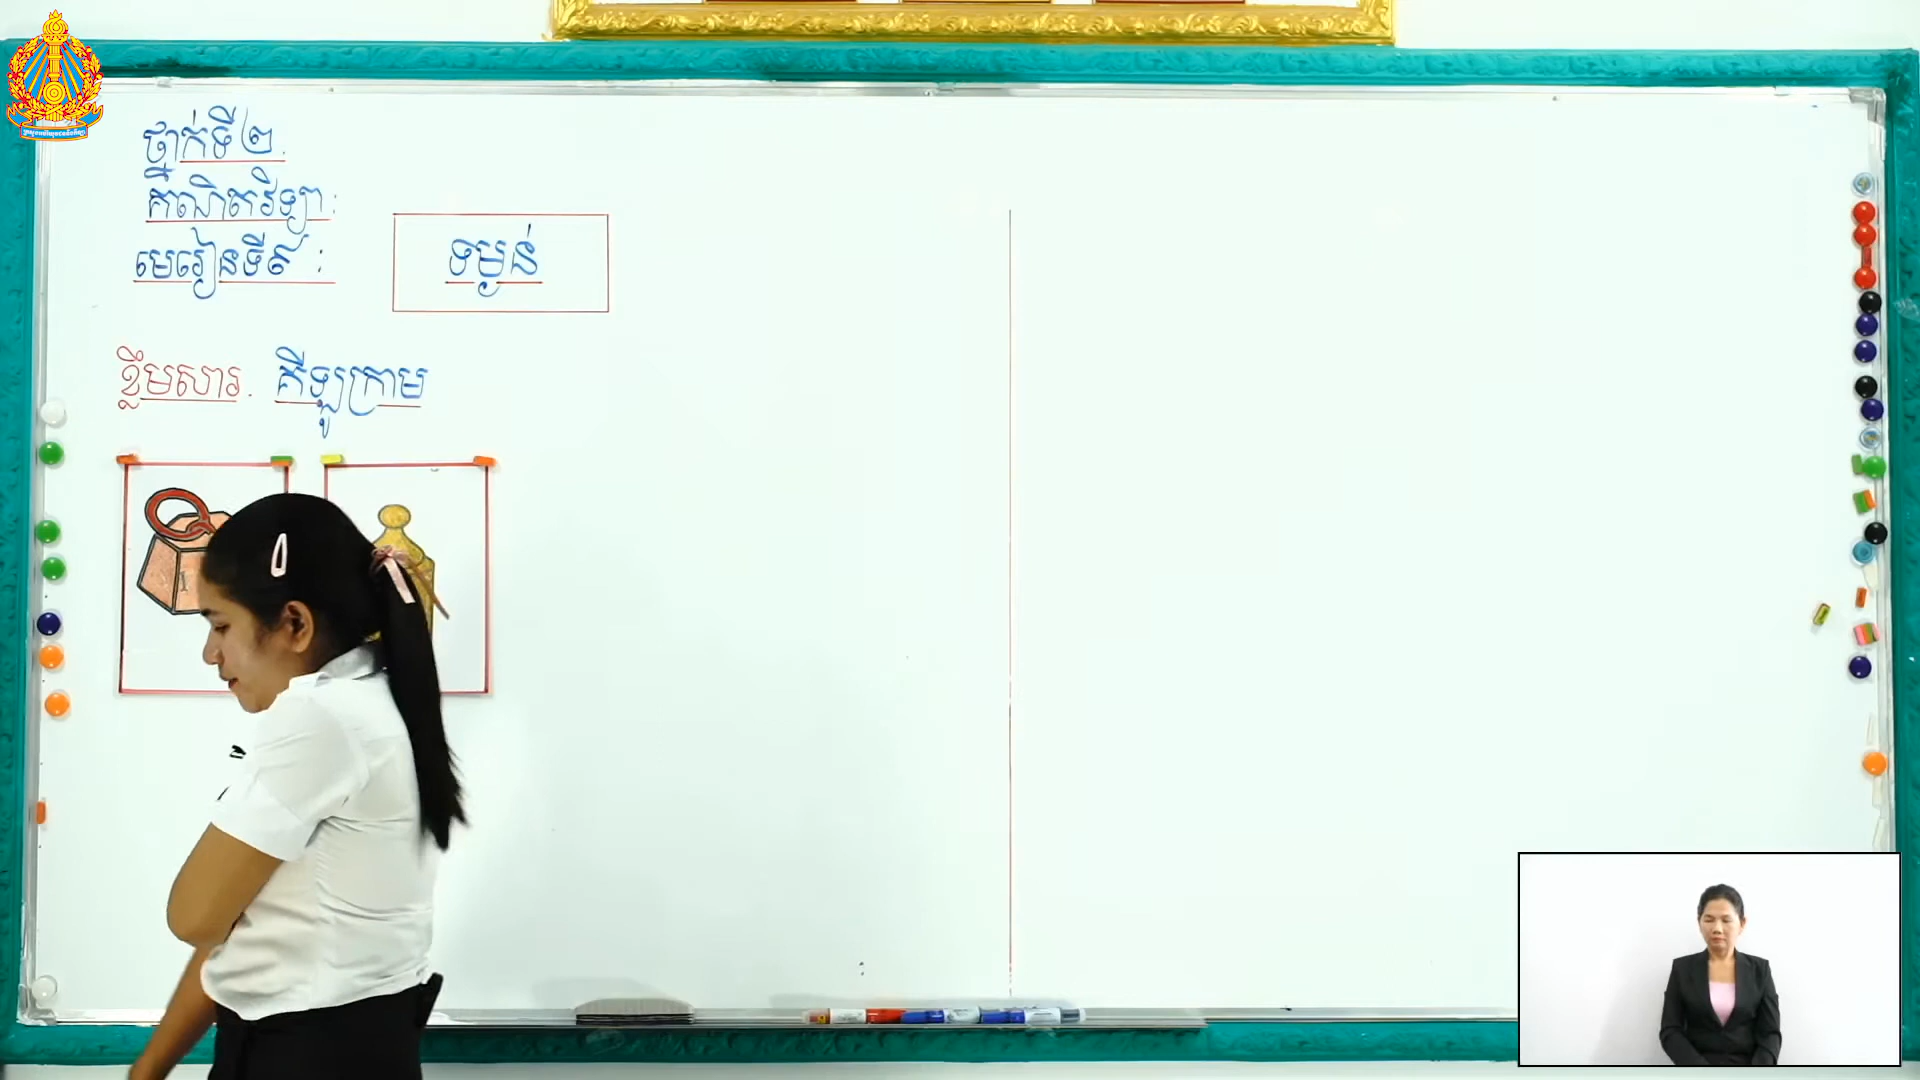 ថ្នាក់ទី២.
គណិតវិទ្យា:
មេរៀនទី៩ : ទម្ងន់
ខ្លឹមសារ. គីឡូក្រាម